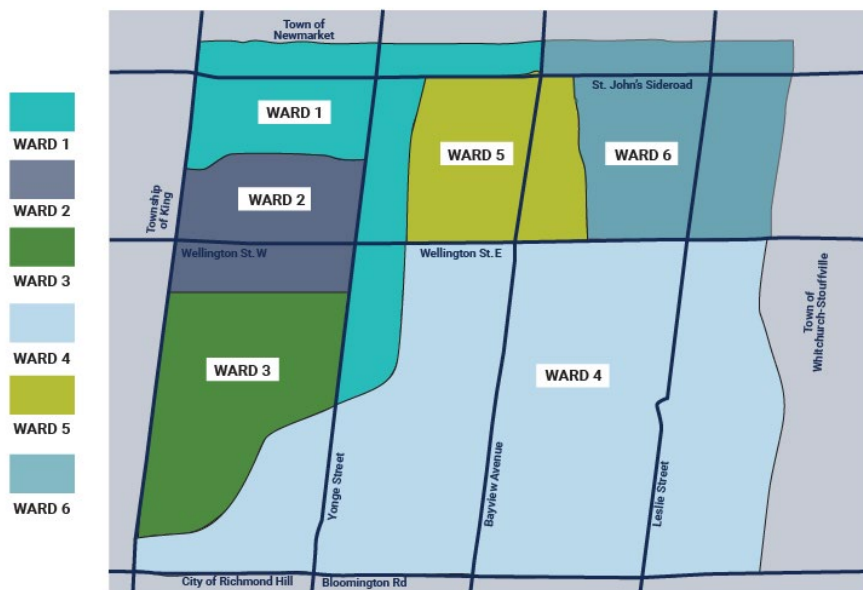 Town of
Newmarket
St. John's Sideroad
WARD 1
WARD 1
WARD 5
WARD 6
WARD 2
WARD 2
Township
of King
Wellington St. W
Wellington St. E
WARD 3
Town of
Whitchurch-Stouffville
WARD 4
WARD 3
WARD 4
WARD 5
Yonge Street
Bayview Avenue
Leslie Street
WARD 6
City of Richmond Hill
Bloomington Rd